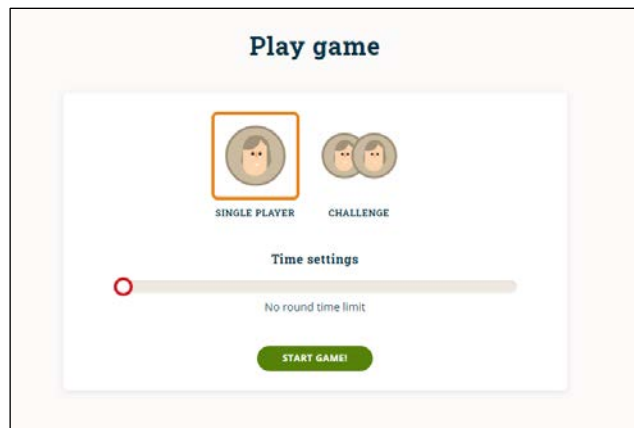 Play game
SINGLE PLAYER CHALLENGE
Time settings
No round time limit
START GAME!